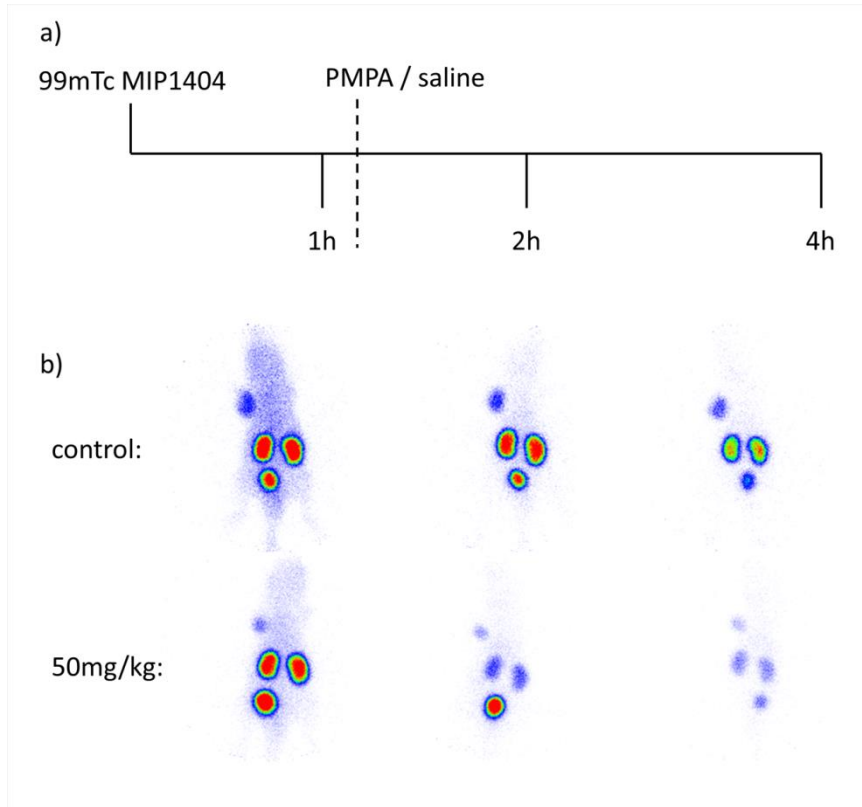 a)
99mTc MIP1404 PMPA / saline
1h 2h 4h
b)
control:
50mg/kg: